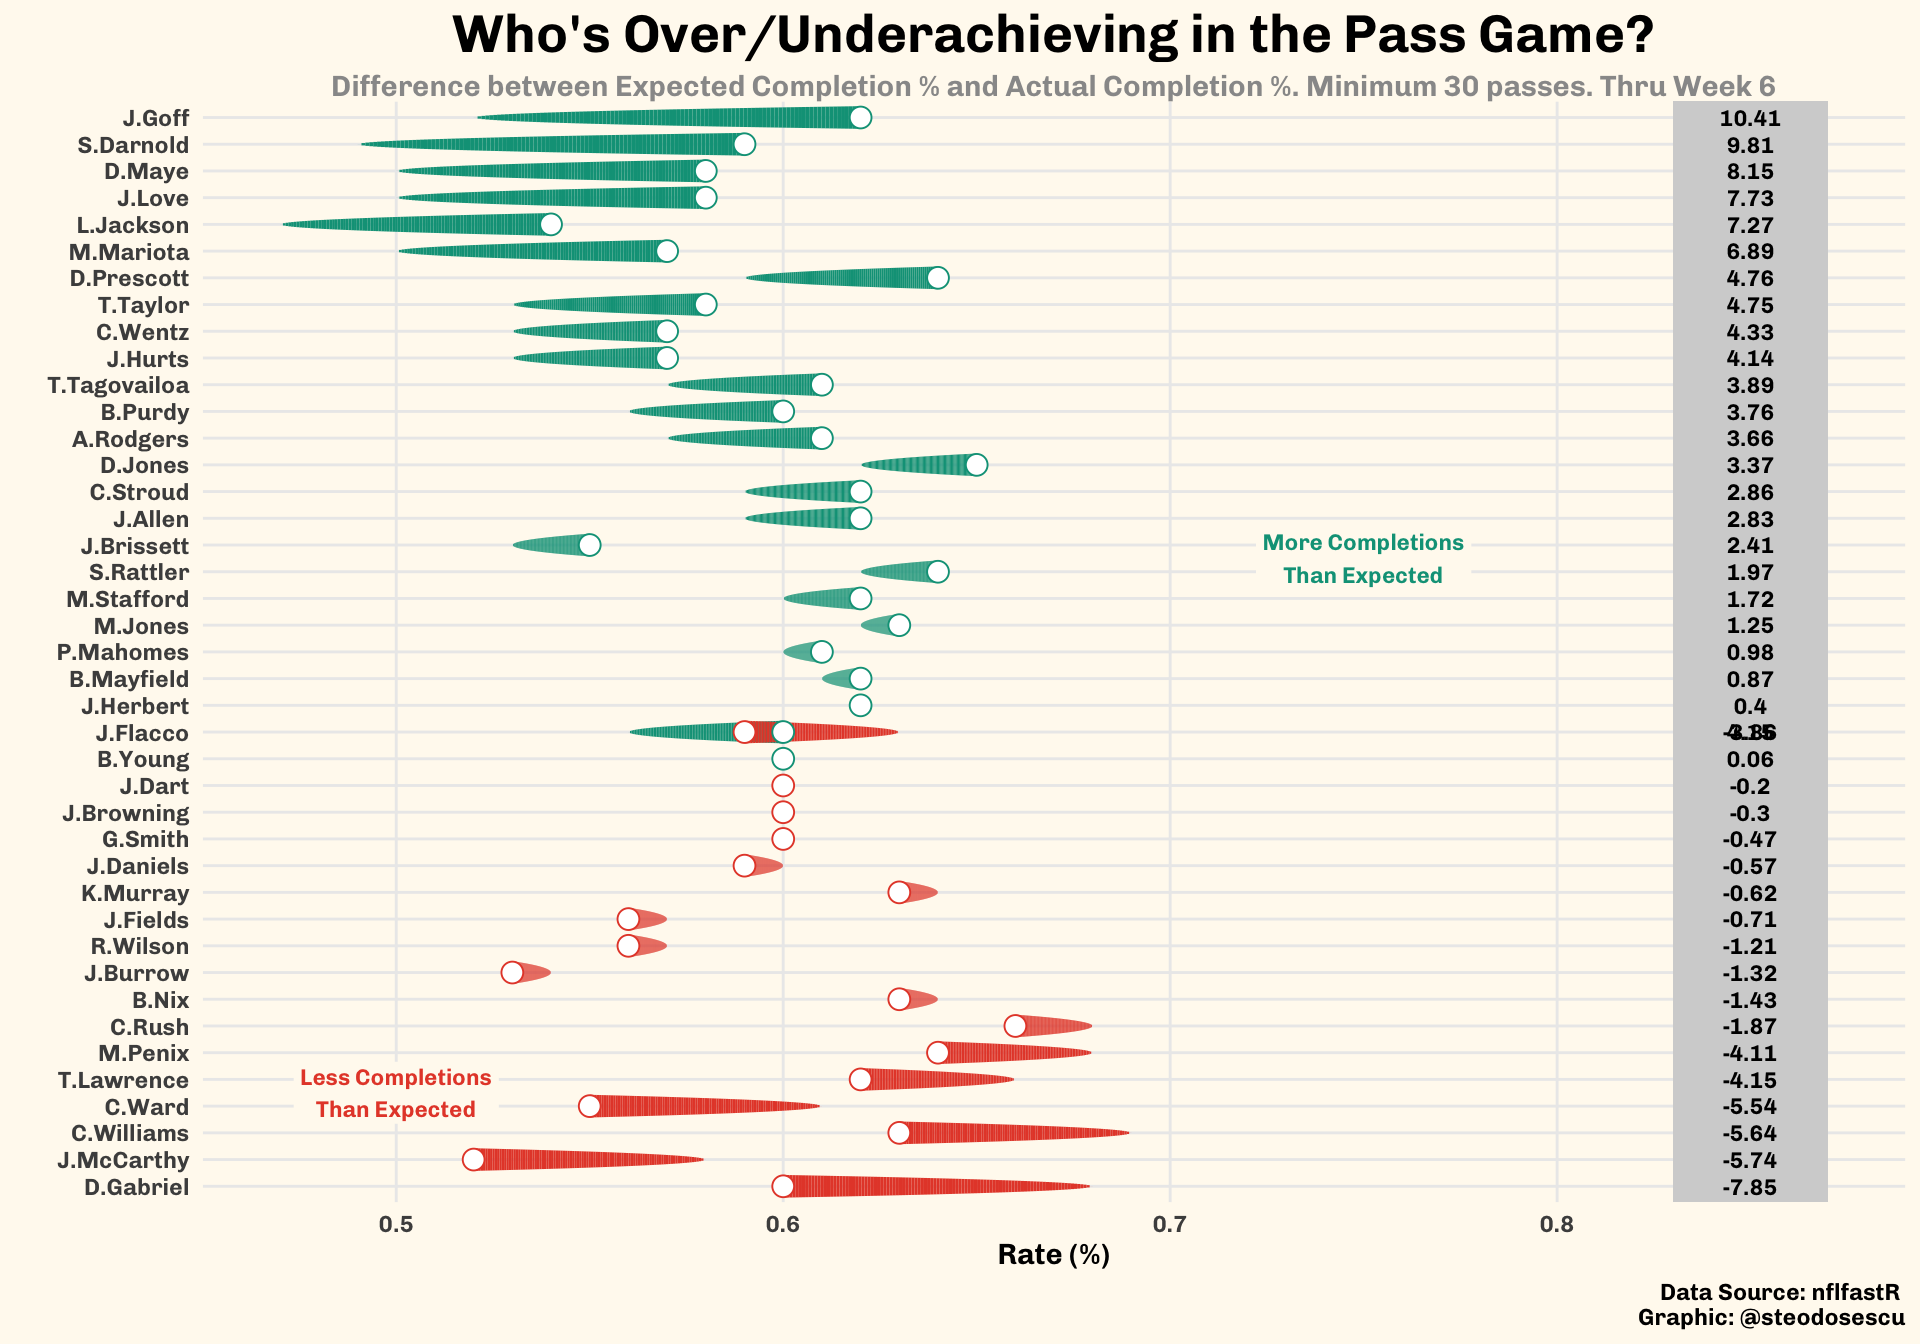 Who's Over/Underachieving in the Pass Game?
Difference between Expected Completion % and Actual Completion %. Minimum 30 passes. Thru Week 6
J.Goff 10.41
S.Darnold 9.81
D.Maye 8.15
J.Love 7.73
L.Jackson 7.27
M.Mariota 6.89
D.Prescott 4.76
T.Taylor 4.75
C.Wentz 4.33
J.Hurts 4.14
T.Tagovailoa 3.89
B.Purdy 3.76
A.Rodgers 3.66
D.Jones 3.37
C.Stroud 2.86
J.Allen 2.83
J.Brissett 2.41
More Completions
Than Expected
S.Rattler 1.97
M.Stafford 1.72
M.Jones 1.25
P.Mahomes 0.98
B.Mayfield 0.87
J.Herbert 0.4
J.Flacco
B.Young 0.06
J.Dart -0.2
J.Browning -0.3
G.Smith -0.47
J.Daniels -0.57
K.Murray -0.62
J.Fields -0.71
R.Wilson -1.21
J.Burrow -1.32
B.Nix -1.43
C.Rush -1.87
M.Penix -4.11
T.Lawrence -4.15
Less Completions
Than Expected
C.Ward -5.54
C.Williams -5.64
J.McCarthy -5.74
D.Gabriel -7.85
0.5 0.6 0.7 0.8
Rate (%)
Data Source: nflfastR
Graphic: @steodosescu